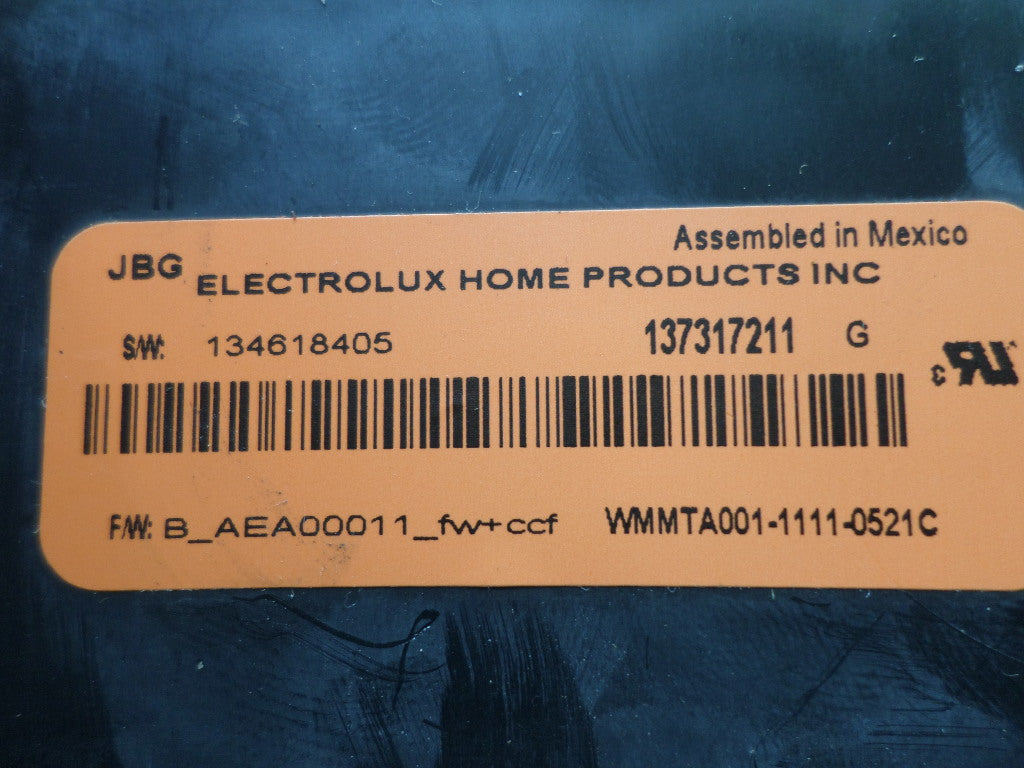 Assembled in Mexico
JBG ELECTROLUX HOME PRODUCTS INC
S/W: 134618405 137317211 G
F/W: B_AEA00011_fw+ccf WMMTA001-1111-0521C